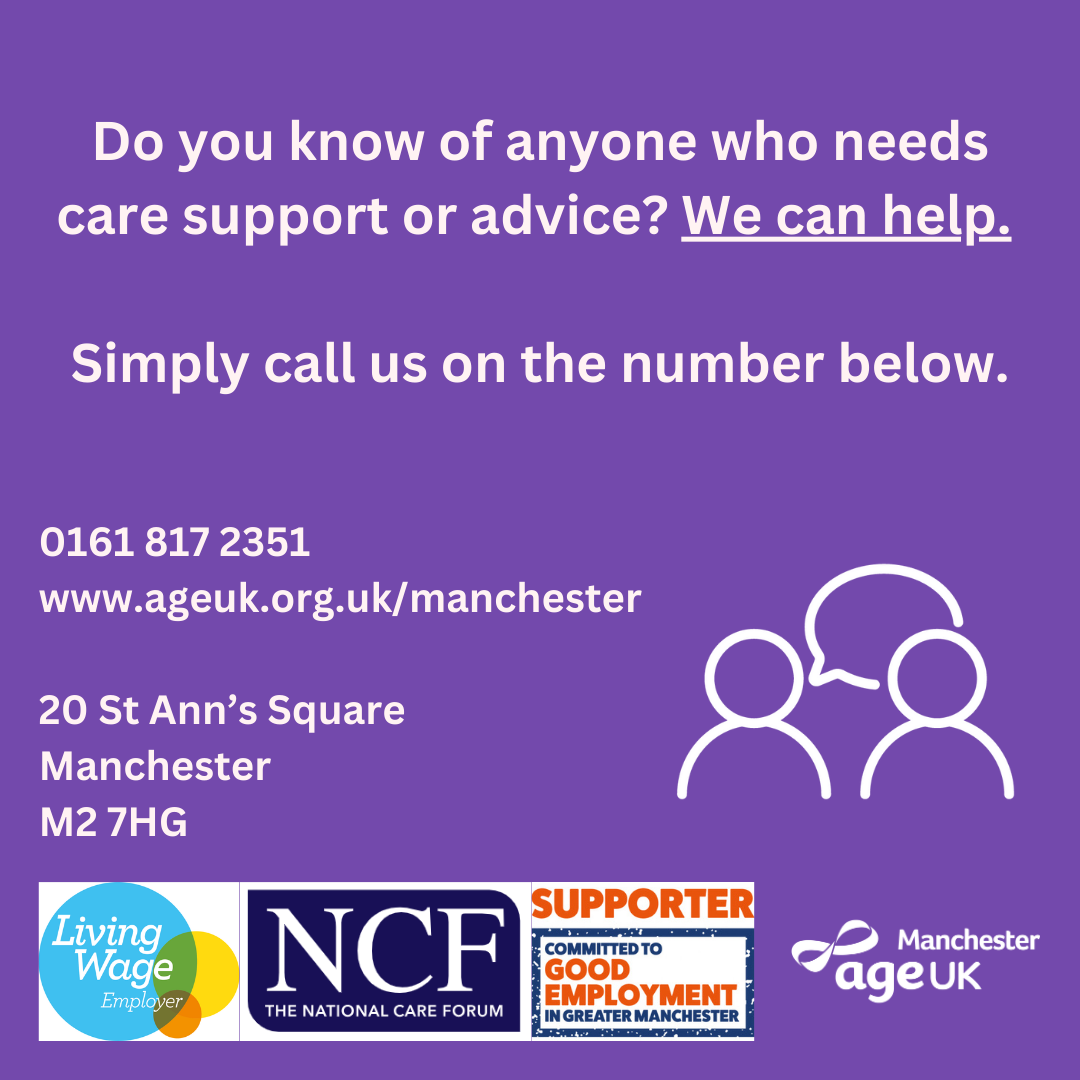 Do you know of anyone who needs
care support or advice? We can help.
Simply call us on the number below.
0161 817 2351
www.ageuk.org.uk/manchester
20 St Ann’s Square
Manchester
M2 7HG
Living
Wage
Employer
NCF
THE NATIONAL CARE FORUM
SUPPORTER
COMMITTED TO
GOOD
EMPLOYMENT
IN GREATER MANCHESTER
Manchester
age UK